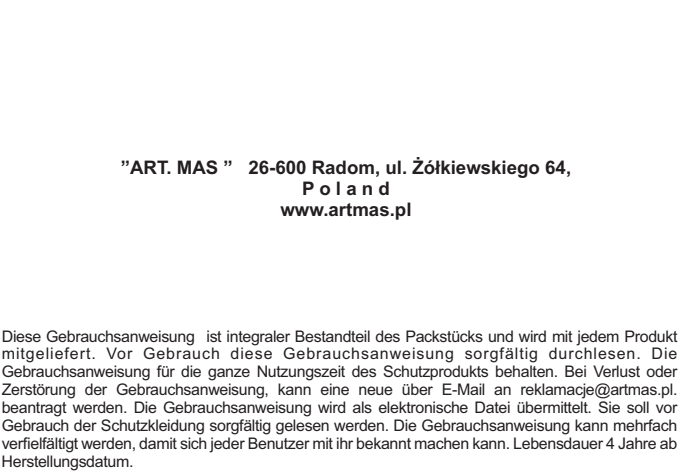 ”ART. MAS ” 26-600 Radom, ul. Żółkiewskiego 64,
P o l a n d
www.artmas.pl
Diese Gebrauchsanweisung ist integraler Bestandteil des Packstücks und wird mit jedem Produkt
mitgeliefert. Vor Gebrauch diese Gebrauchsanweisung sorgfältig durchlesen. Die
Gebrauchsanweisung für die ganze Nutzungszeit des Schutzprodukts behalten. Bei Verlust oder
Zerstörung der Gebrauchsanweisung, kann eine neue über E-Mail an reklamacje@artmas.pl.
beantragt werden. Die Gebrauchsanweisung wird als elektronische Datei übermittelt. Sie soll vor
Gebrauch der Schutzkleidung sorgfältig gelesen werden. Die Gebrauchsanweisung kann mehrfach
verfielfältigt werden, damit sich jeder Benutzer mit ihr bekannt machen kann. Lebensdauer 4 Jahre ab
Herstellungsdatum.